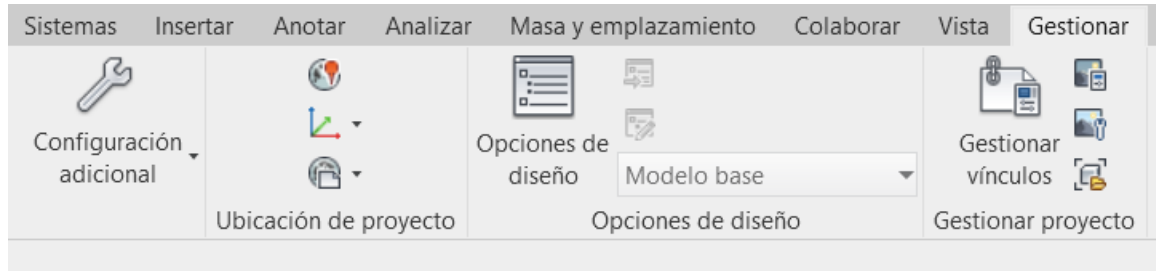 Sistemas Insertar Anotar Analizar Masa y emplazamiento Colaborar Vista Gestionar
Configuración
adicional
Ubicación de proyecto
Opciones de
diseño
Modelo base
Opciones de diseño
Gestionar
vínculos
Gestionar proyecto